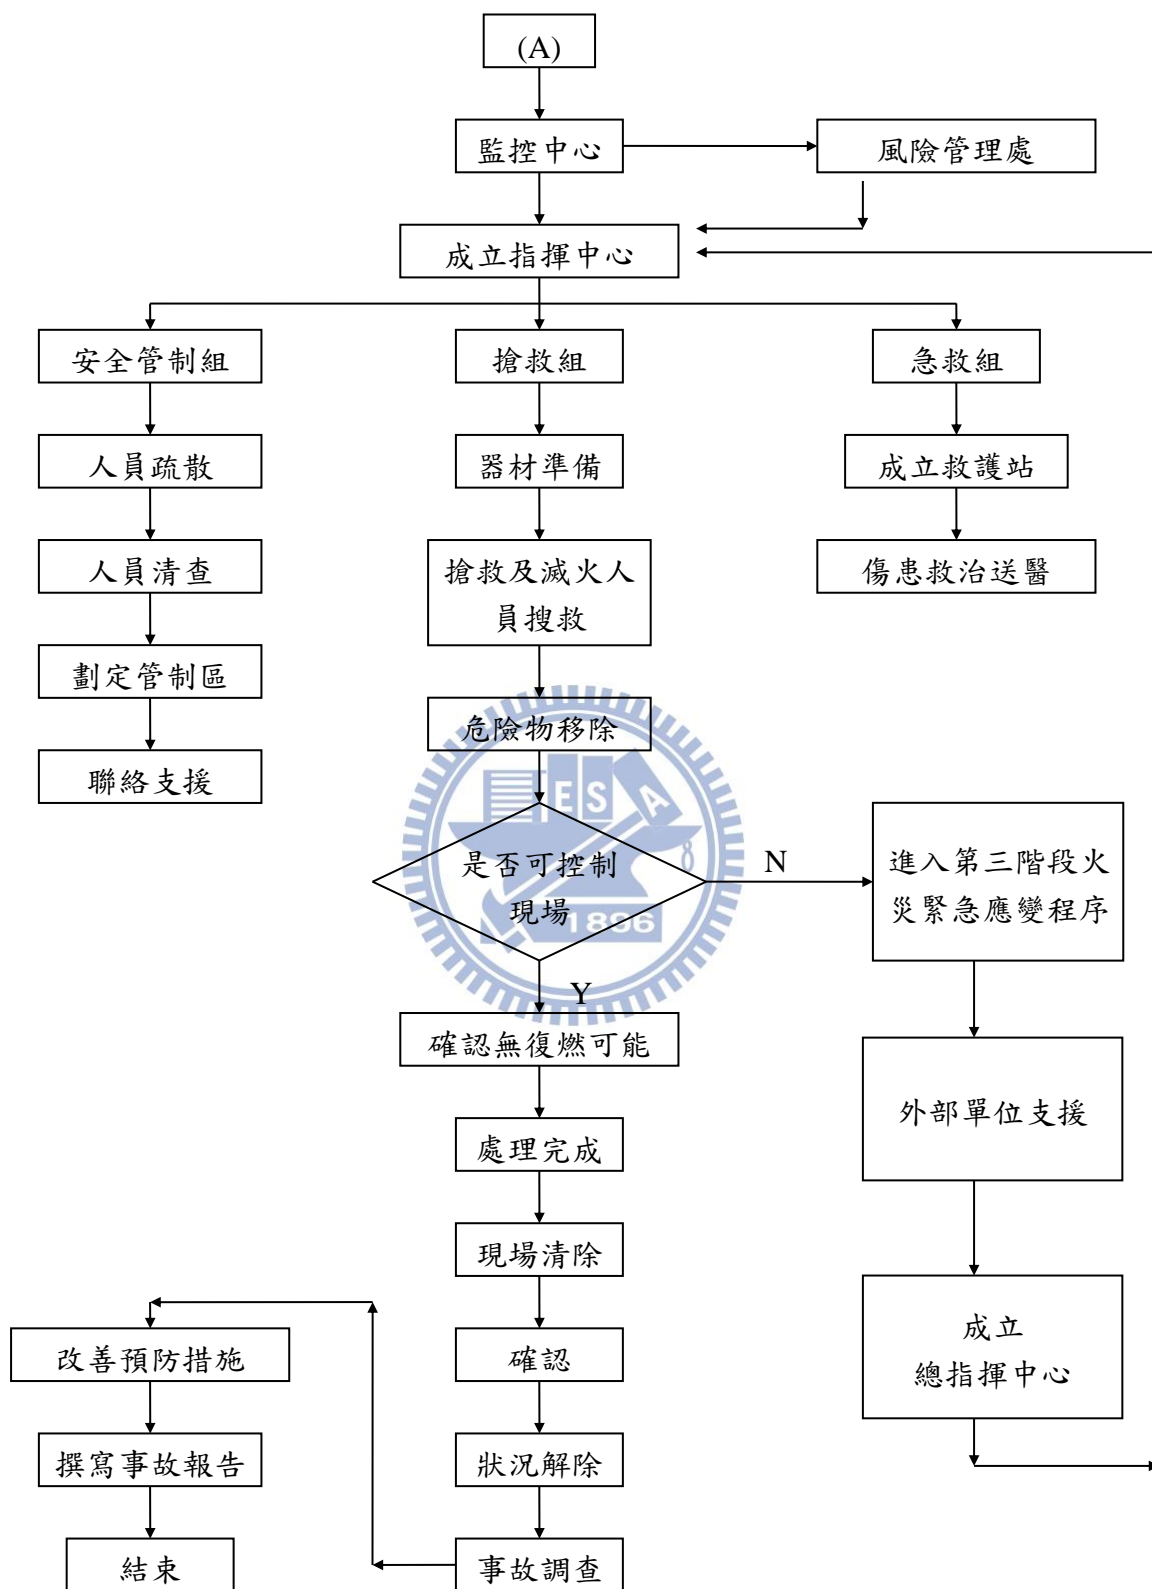 (A)
監控中心
風險管理處
成立指揮中心
安全管制組
搶救組
急救組
人員疏散
器材準備
成立救護站
人員清查
搶救及滅火人
員搜救
傷患救治送醫
劃定管制區
危險物移除
聯絡支援
ESA
是否可控制
現場
1896
N
進入第三階段火
災緊急應變程序
Y
確認無復燃可能
外部單位支援
處理完成
現場清除
改善預防措施
確認
成立
總指揮中心
撰寫事故報告
狀況解除
結束
事故調查